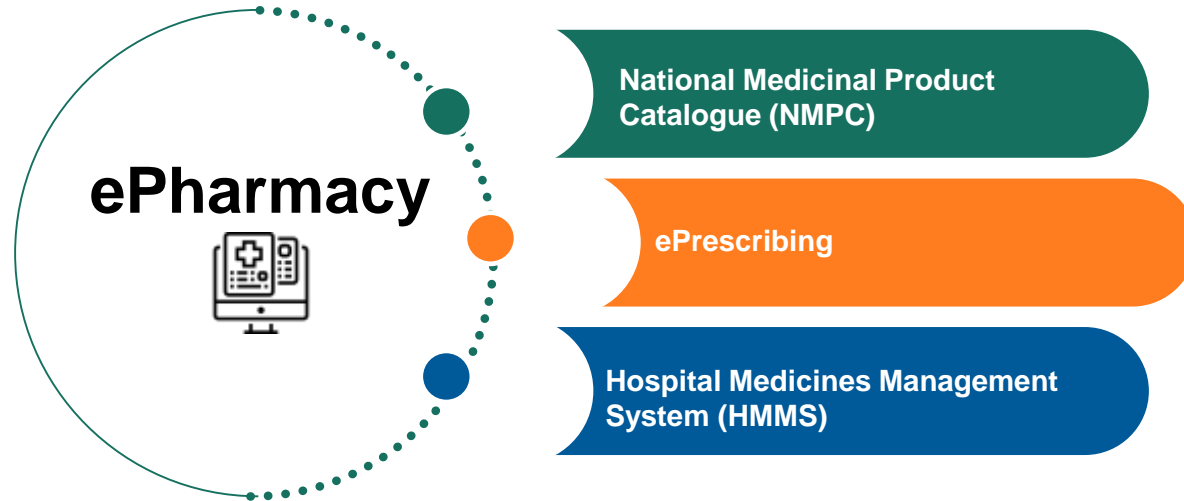 ePharmacy
National Medicinal Product
Catalogue (NMPC)
ePrescribing
Hospital Medicines Management
System (HMMS)